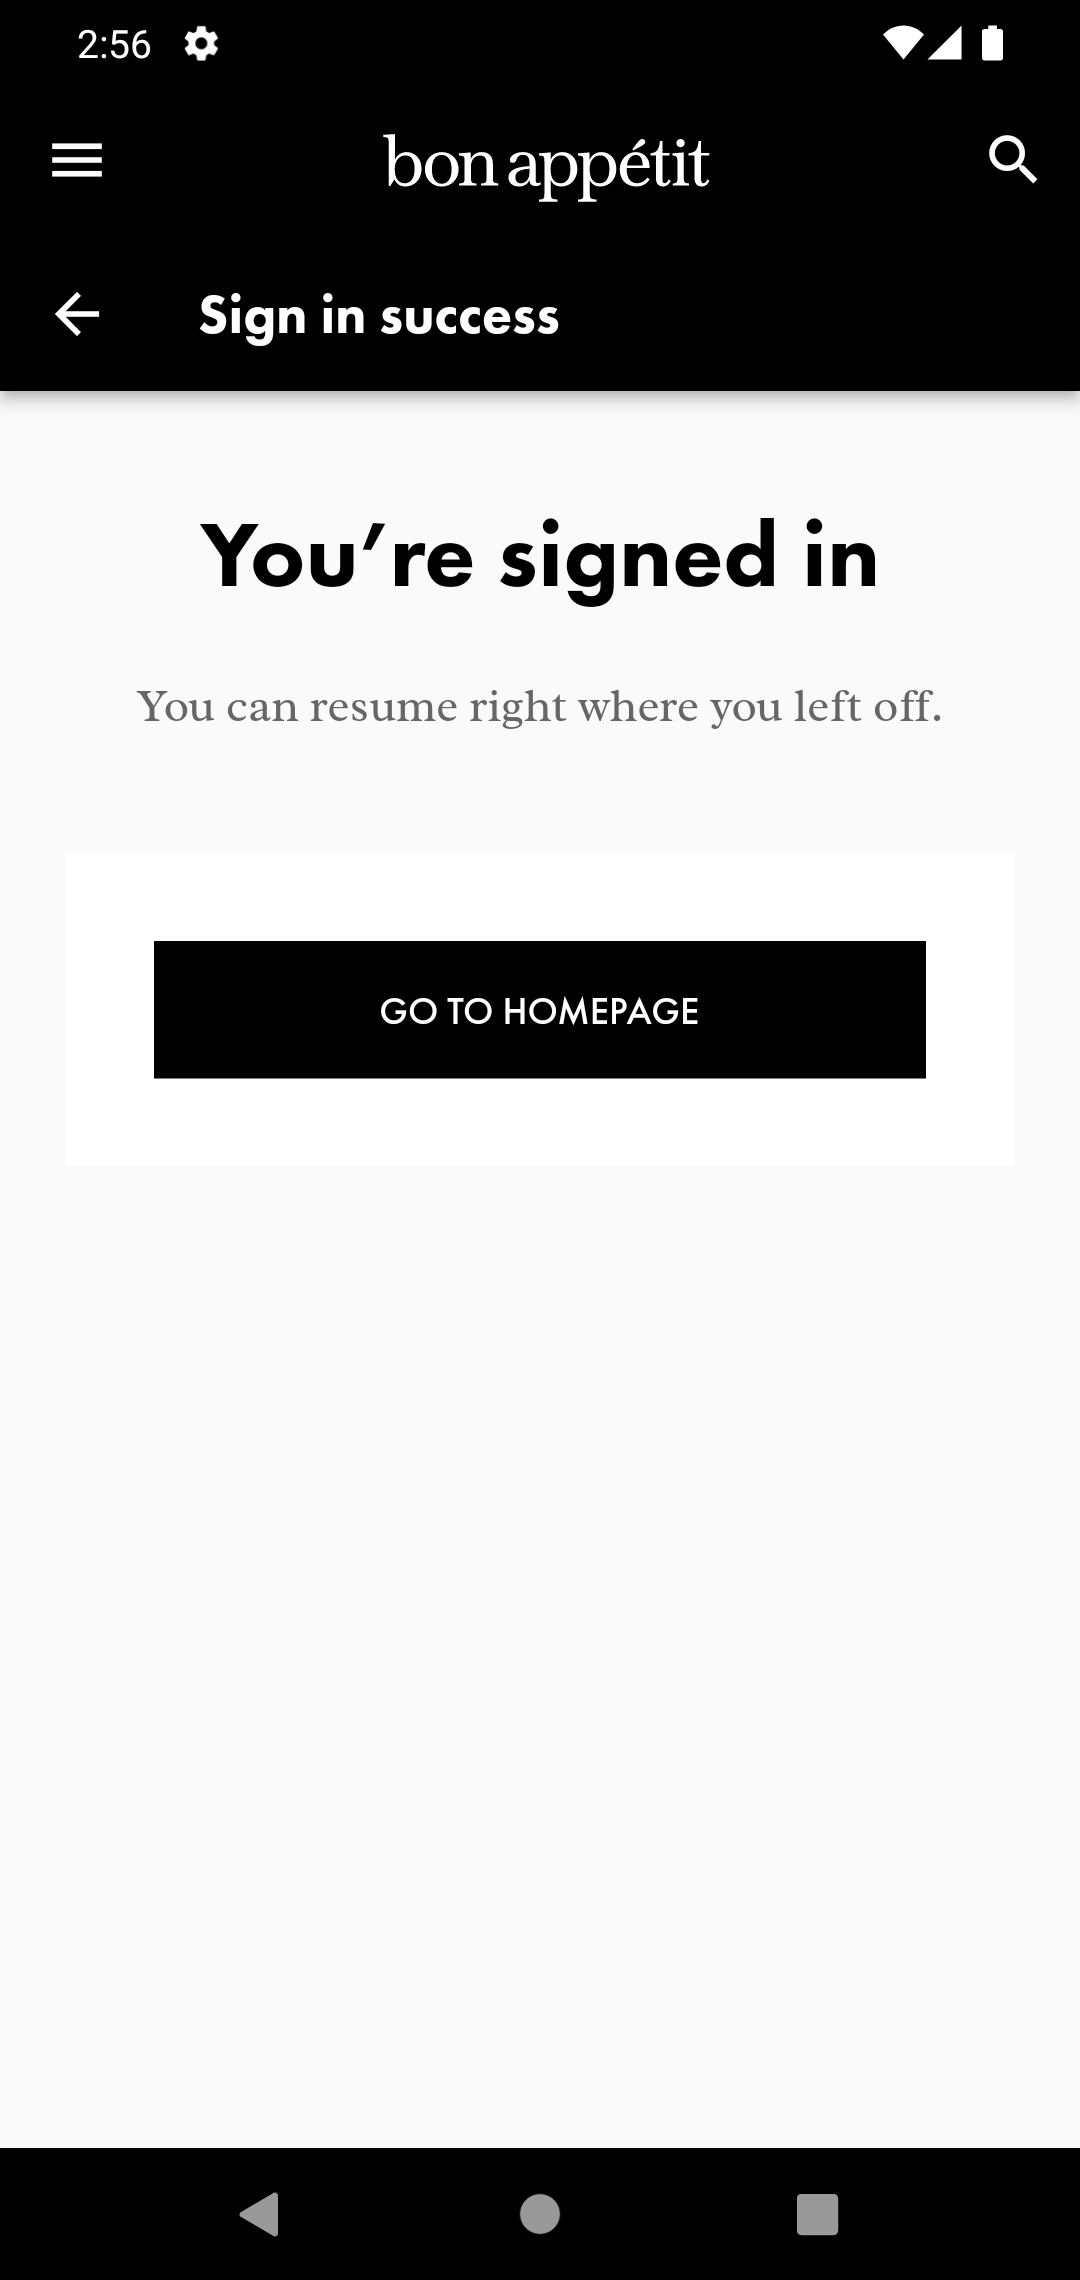 2:56
bon appétit
Sign in success
You’re signed in
You can resume right where you left off.
GO TO HOMEPAGE